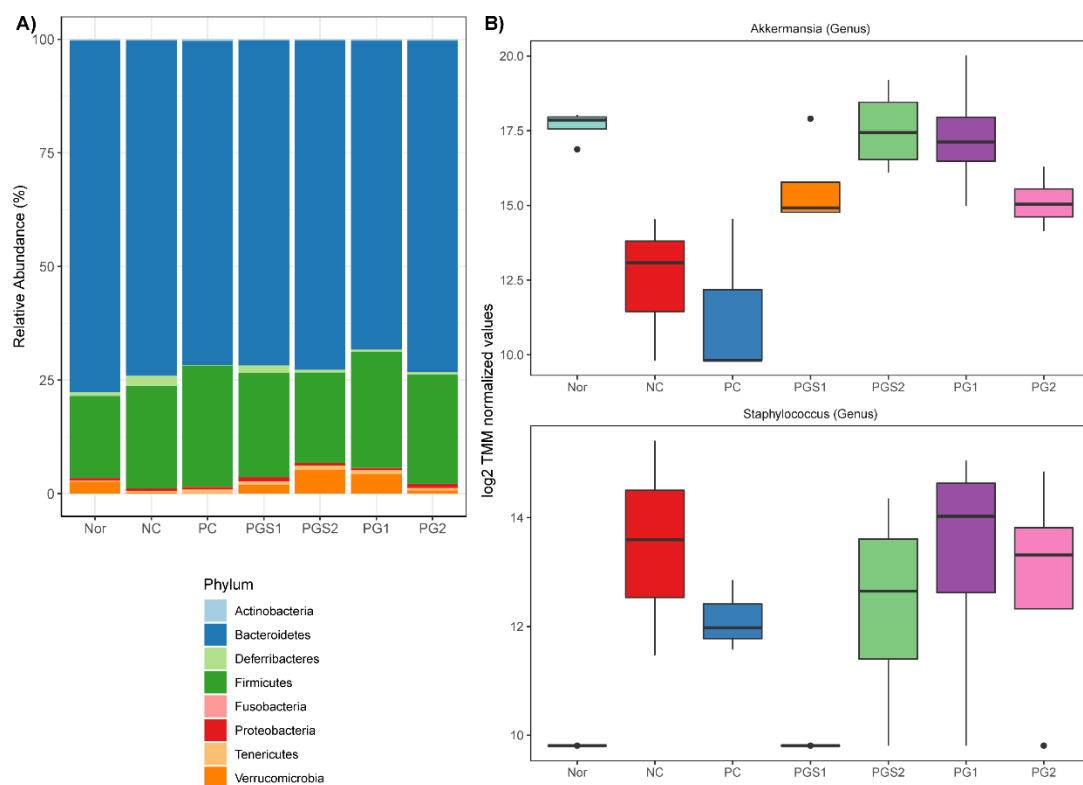 A)
100
75
50
25
0
Relative Abundance (%)
Nor NC PC PGS1 PGS2 PG1 PG2
Phylum
Actinobacteria
Bacteroidetes
Deferribacteres
Firmicutes
Fusobacteria
Proteobacteria
Tenericutes
Verrucomicrobia
B)
log2 TMM normalized values
Akkermansia (Genus)
20.0
17.5
15.0
12.5
10.0
Nor NC PC PGS1 PGS2 PG1 PG2
Staphylococcus (Genus)
14
12
10
Nor NC PC PGS1 PGS2 PG1 PG2